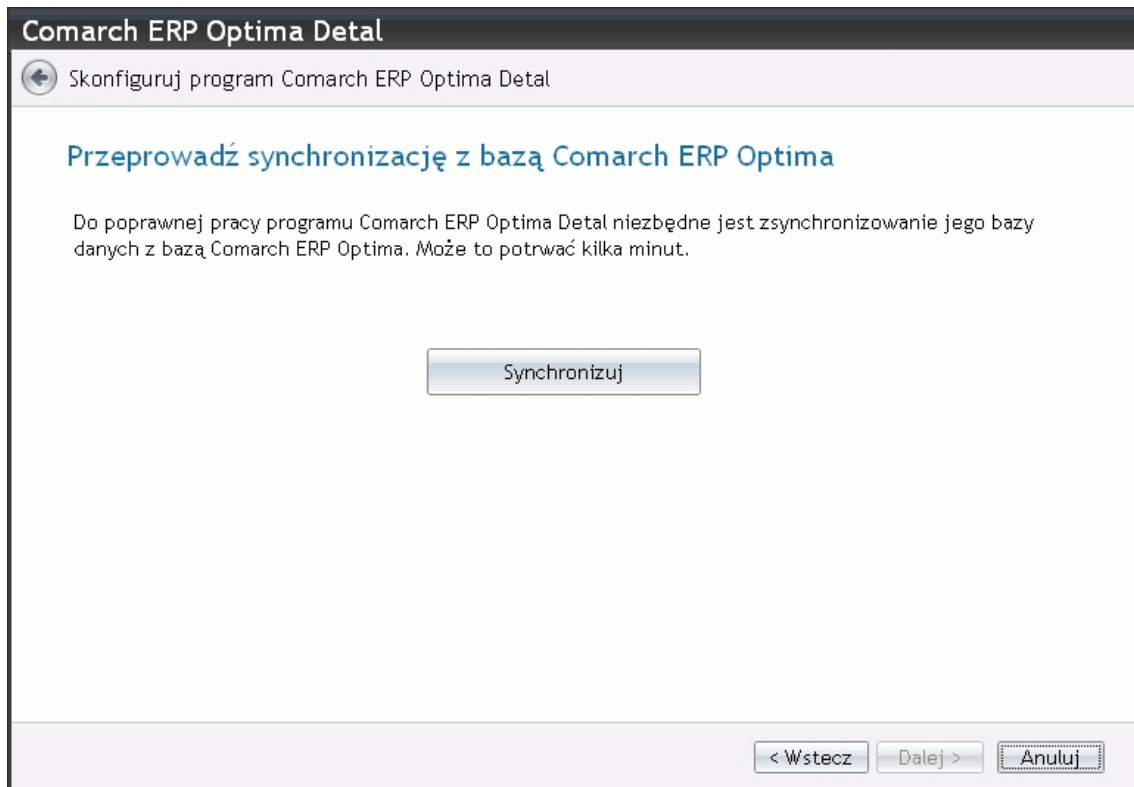 Comarch ERP Optima Detal
Skonfiguruj program Comarch ERP Optima Detal
Przeprowadź synchronizację z bazą Comarch ERP Optima
Do poprawnej pracy programu Comarch ERP Optima Detal niezbędne jest zsynchronizowanie jego bazy
danych z bazą Comarch ERP Optima. Może to potrwać kilka minut.
Synchronizuj
< Wstecz Dalej > Anuluj